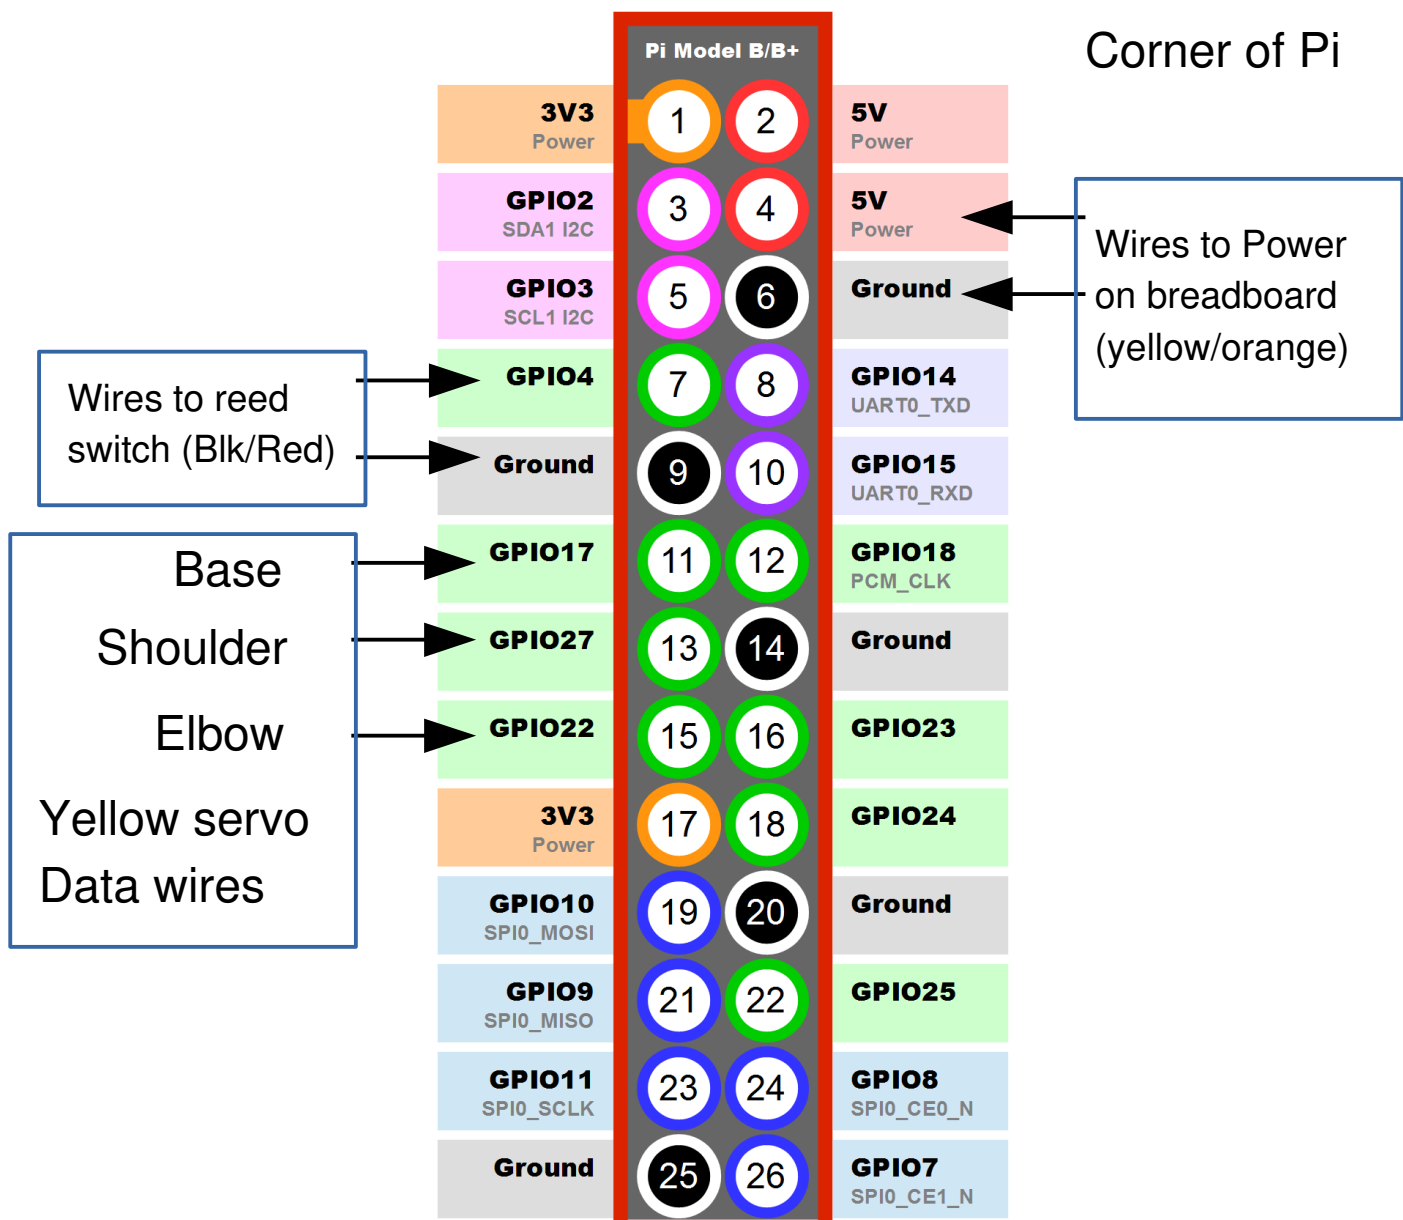 Pi Model B/B+
Corner of Pi
3V3
Power
1
2
5V
Power
GPIO2
SDA1 I2C
3
4
5V
Power
Wires to Power
on breadboard
(yellow/orange)
GPIO3
SCL1 I2C
5
6
Ground
Wires to reed
switch (Blk/Red)
GPIO4
7
8
GPIO14
UART0_TXD
Ground
9
10
GPIO15
UART0_RXD
Base
GPIO17
11
12
GPIO18
PCM_CLK
Shoulder
GPIO27
13
14
Ground
Elbow
GPIO22
15
16
GPIO23
Yellow servo
Data wires
3V3
Power
17
18
GPIO24
GPIO10
SPI0_MOSI
19
20
Ground
GPIO9
SPI0_MISO
21
22
GPIO25
GPIO11
SPI0_SCLK
23
24
GPIO8
SPI0_CE0_N
Ground
25
26
GPIO7
SPI0_CE1_N